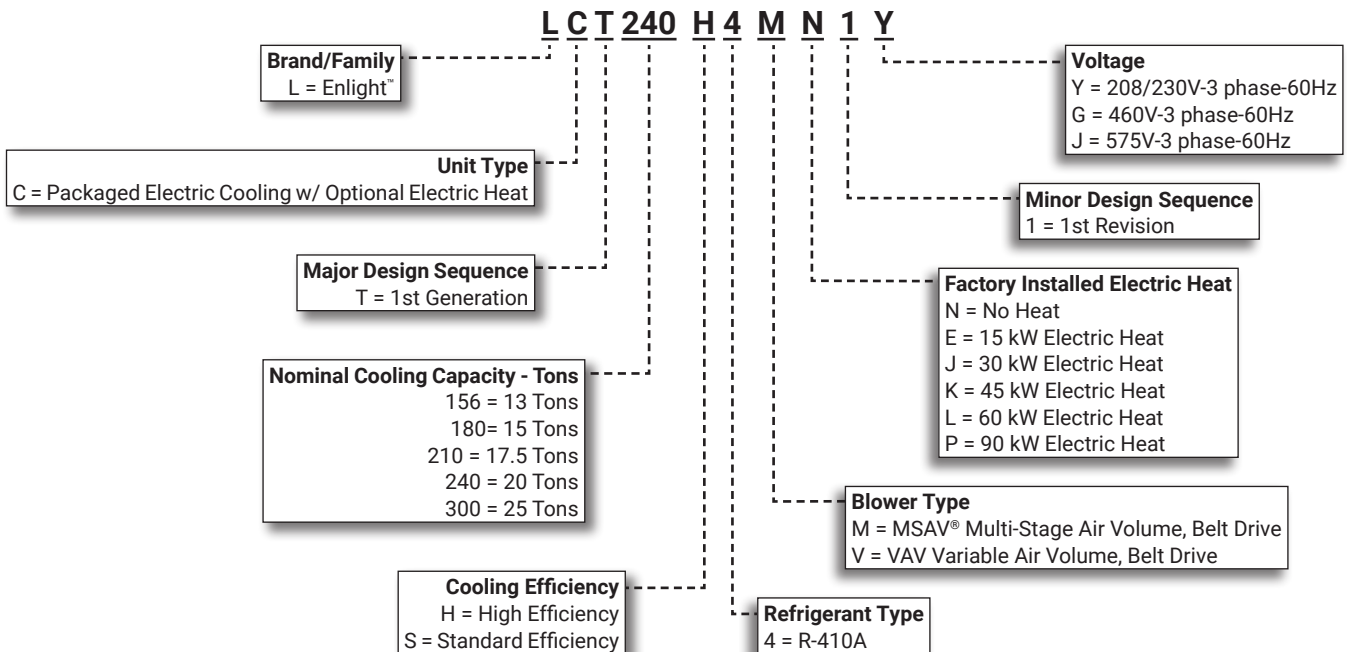 L C T 240 H 4 M N 1 Y
Brand/Family
L = Enlight™
Unit Type
C = Packaged Electric Cooling w/ Optional Electric Heat
Major Design Sequence
T = 1st Generation
Nominal Cooling Capacity - Tons
156 = 13 Tons
180= 15 Tons
210 = 17.5 Tons
240 = 20 Tons
300 = 25 Tons
Cooling Efficiency
H = High Efficiency
S = Standard Efficiency
Voltage
Y = 208/230V-3 phase-60Hz
G = 460V-3 phase-60Hz
J = 575V-3 phase-60Hz
Minor Design Sequence
1 = 1st Revision
Factory Installed Electric Heat
N = No Heat
E = 15 kW Electric Heat
J = 30 kW Electric Heat
K = 45 kW Electric Heat
L = 60 kW Electric Heat
P = 90 kW Electric Heat
Blower Type
M = MSAV® Multi-Stage Air Volume, Belt Drive
V = VAV Variable Air Volume, Belt Drive
Refrigerant Type
4 = R-410A